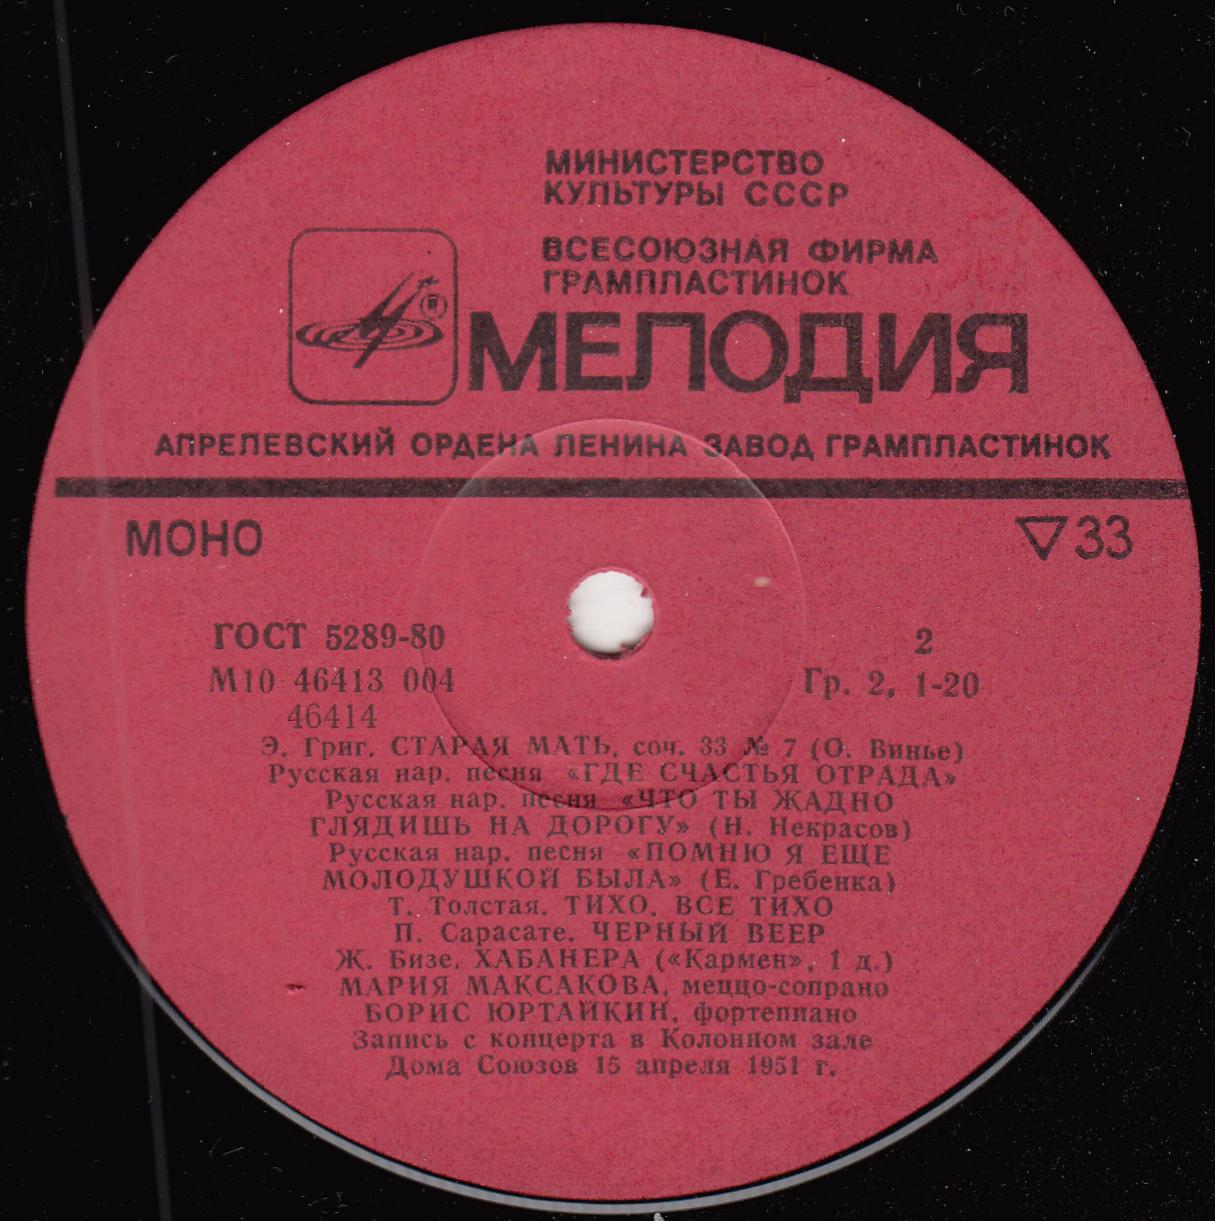 МИНИСТЕРСТВО
КУЛЬТУРЫ СССР
ВСЕСОЮЗНАЯ ФИРМА
ГРАМПЛАСТИНОК
МЕЛОДИЯ
АПРЕЛЕВСКИЙ ОРДЕНА ЛЕНИНА ЗАВОД ГРАМПЛАСТИНОК
МОНО
▽33
ГОСТ 5289-80
2
М10 46413 004
Гр. 2, 1-20
46414
Э. Григ. СТАРАЯ МАТЬ, соч. 33 № 7 (О. Винье)
Русская нар. песня «ГДЕ СЧАСТЬЯ ОТРАДА»
Русская нар. песня «ЧТО ТЫ ЖАДНО
ГЛЯДИШЬ НА ДОРОГУ» (Н. Некрасов)
Русская нар. песня «ПОМНЮ Я ЕЩЕ
МОЛОДУШКОЙ БЫЛА» (Е. Гребенка)
Т. Толстая. ТИХО, ВСЕ ТИХО
П. Сарасате. ЧЕРНЫЙ ВЕЕР
Ж. Бизе. ХАБАНЕРА («Кармен», 1 д.)
МАРИЯ МАКСАКОВА, меццо-сопрано
БОРИС ЮРТАЙКИН, фортепиано
Запись с концерта в Колонном зале
Дома Союзов 15 апреля 1951 г.